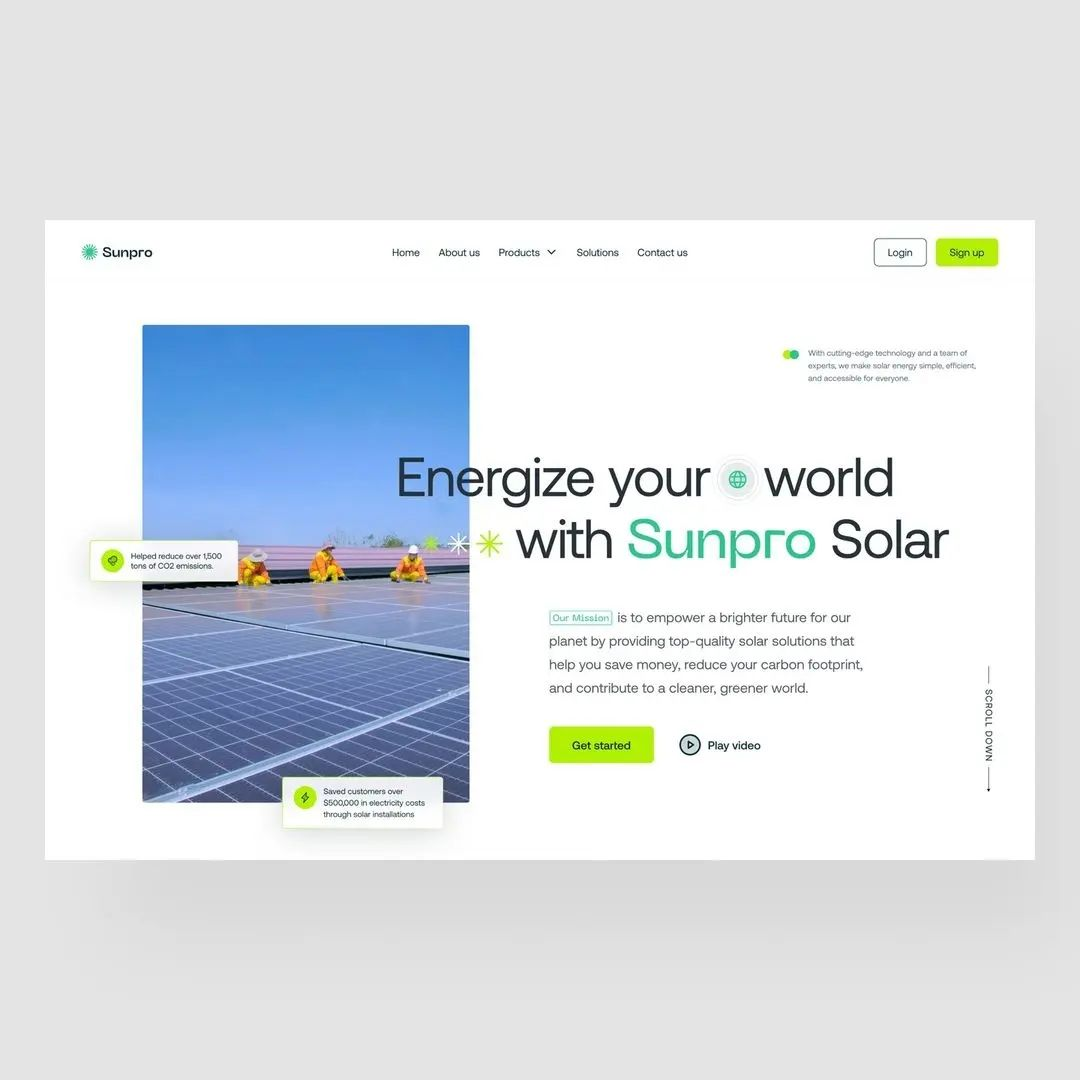 Sunpro
Home
About us
Products
Solutions
Contact us
Login
Sign up
With cutting-edge technology and a team of
experts, we make solar energy simple, efficient,
and accessible for everyone.
Energize your world
with Sunpro Solar
Helped reduce over 1,500
tons of CO2 emissions.
Our Mission is to empower a brighter future for our
planet by providing top-quality solar solutions that
help you save money, reduce your carbon footprint,
and contribute to a cleaner, greener world.
Get started
Play video
SCROLL DOWN
Saved customers over
$500,000 in electricity costs
through solar installations